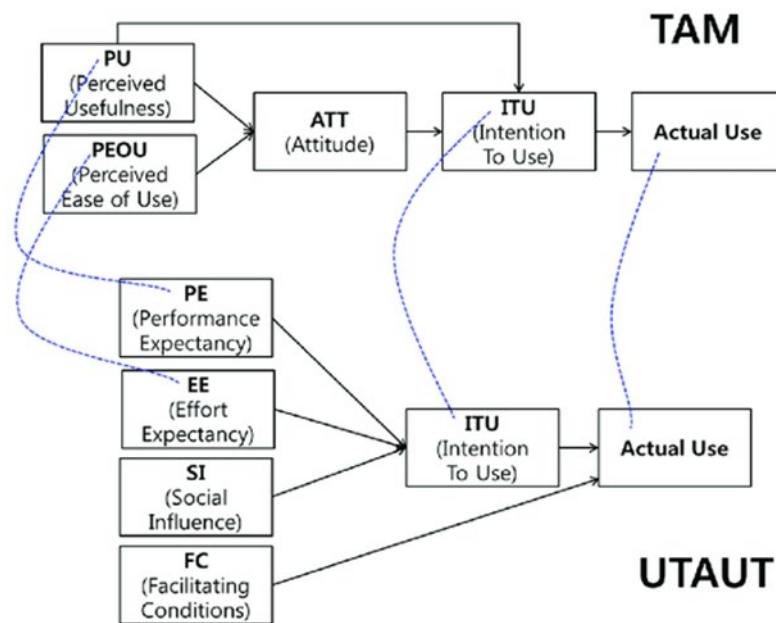 TAM
PU
(Perceived
Usefulness)
PEOU
(Perceived
Ease of Use)
ATT
(Attitude)
ITU
(Intention
To Use)
Actual Use
PE
(Performance
Expectancy)
EE
(Effort
Expectancy)
SI
(Social
Influence)
FC
(Facilitating
Conditions)
ITU
(Intention
To Use)
Actual Use
UTAUT